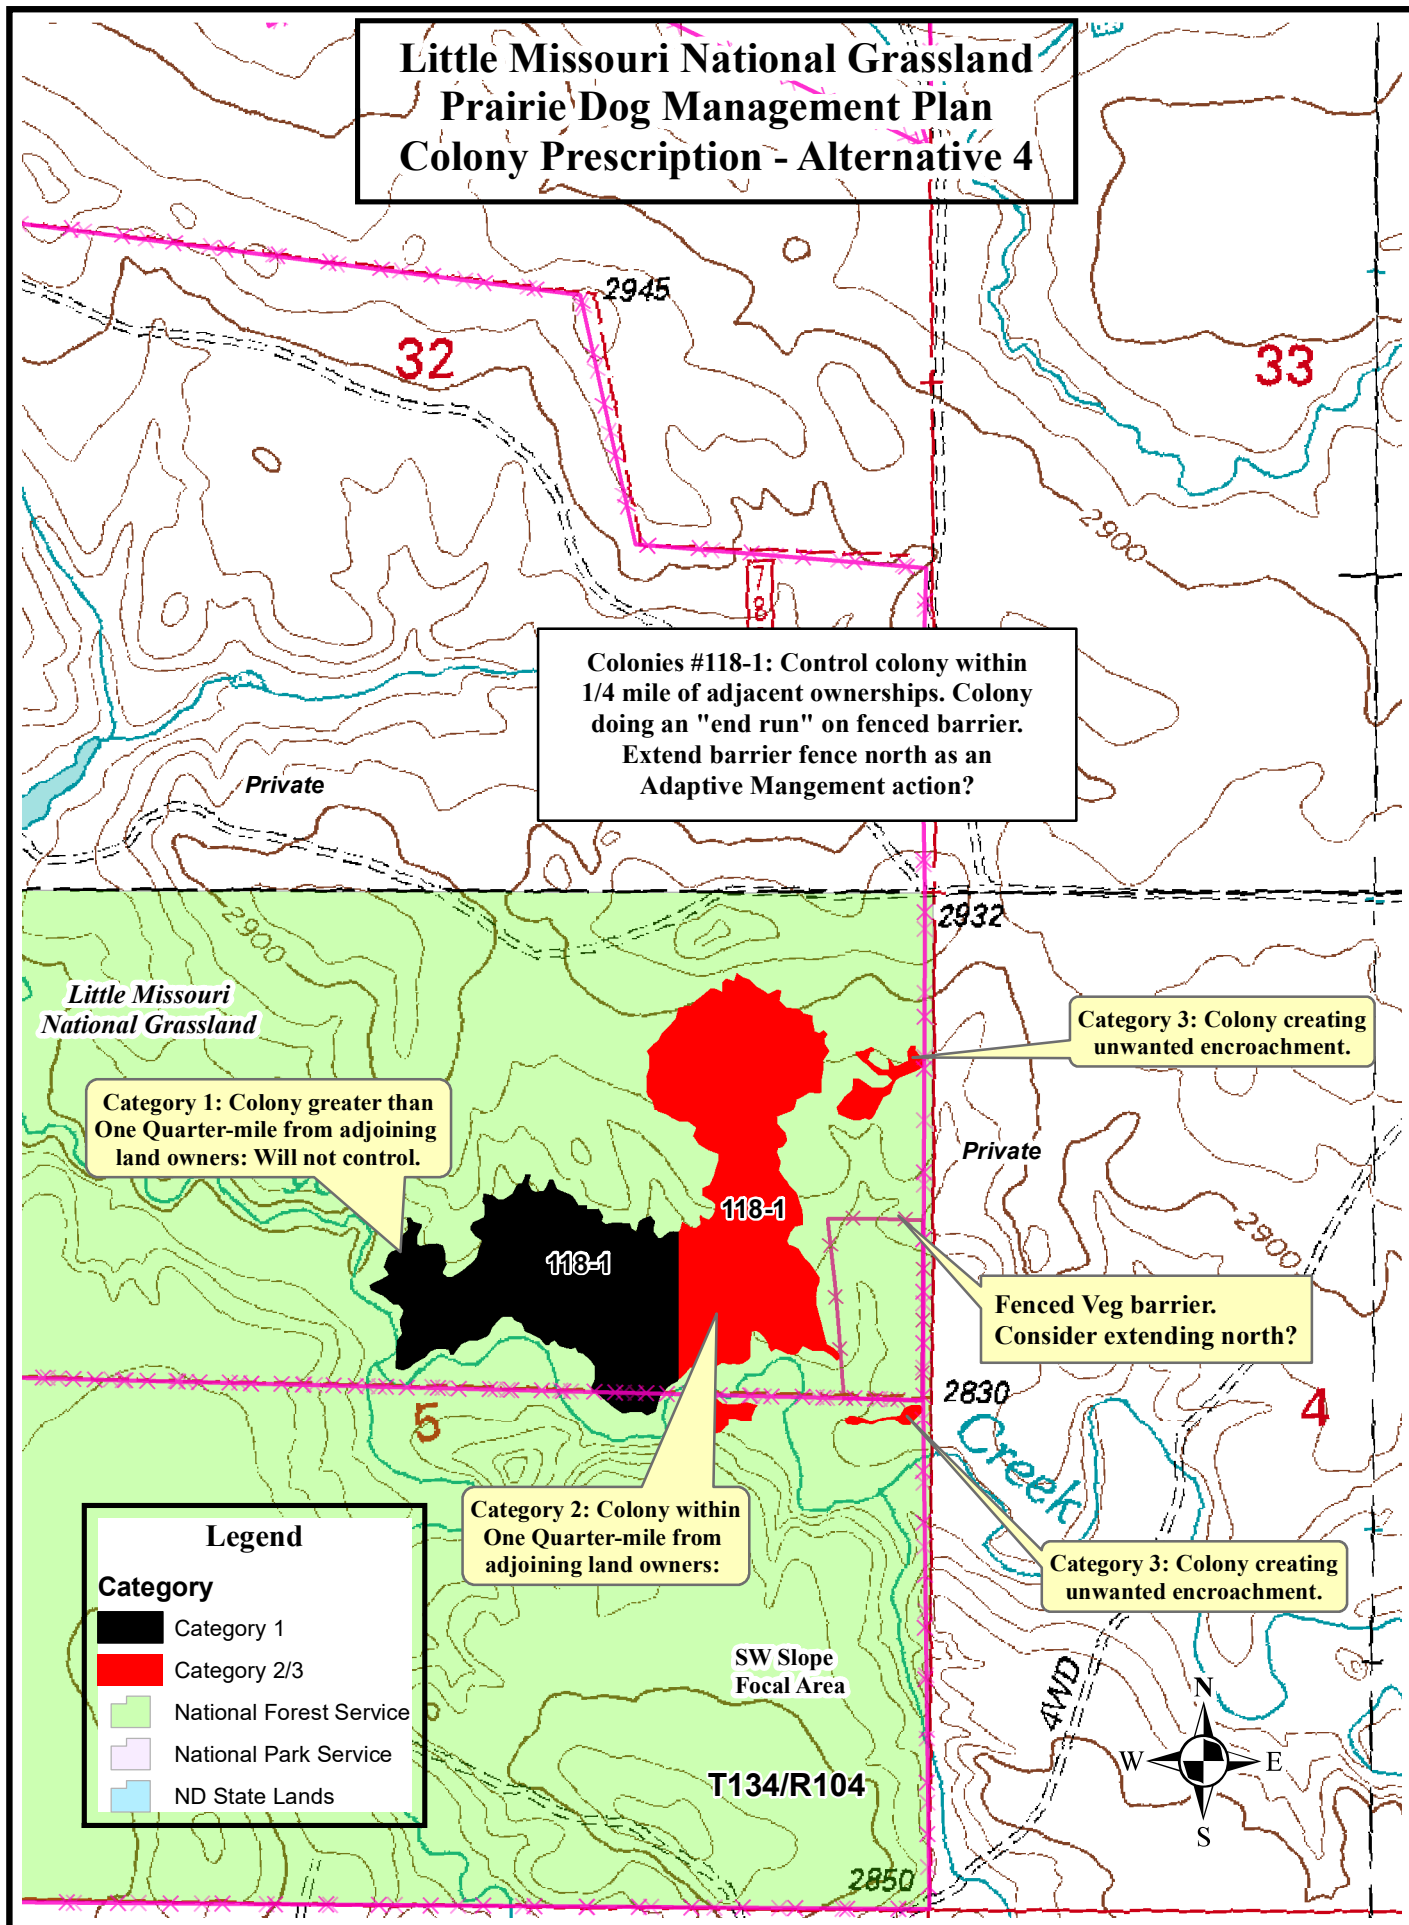 Little Missouri National Grassland
Prairie Dog Management Plan
Colony Prescription - Alternative 4
2945
32
33
2900
7
8
Colonies #118-1: Control colony within
1/4 mile of adjacent ownerships. Colony
doing an "end run" on fenced barrier.
Extend barrier fence north as an
Adaptive Mangement action?
Private
2932
2900
Little Missouri
National Grassland
Category 3: Colony creating
unwanted encroachment.
Category 1: Colony greater than
One Quarter-mile from adjoining
land owners: Will not control.
Private
118-1
118-1
2900
Fenced Veg barrier.
Consider extending north?
2830
5
4
Creek
Category 2: Colony within
One Quarter-mile from
adjoining land owners:
Category 3: Colony creating
unwanted encroachment.
Legend
Category
Category 1
Category 2/3
National Forest Service
National Park Service
ND State Lands
SW Slope
Focal Area
4WD
N
W
E
S
T134/R104
2850